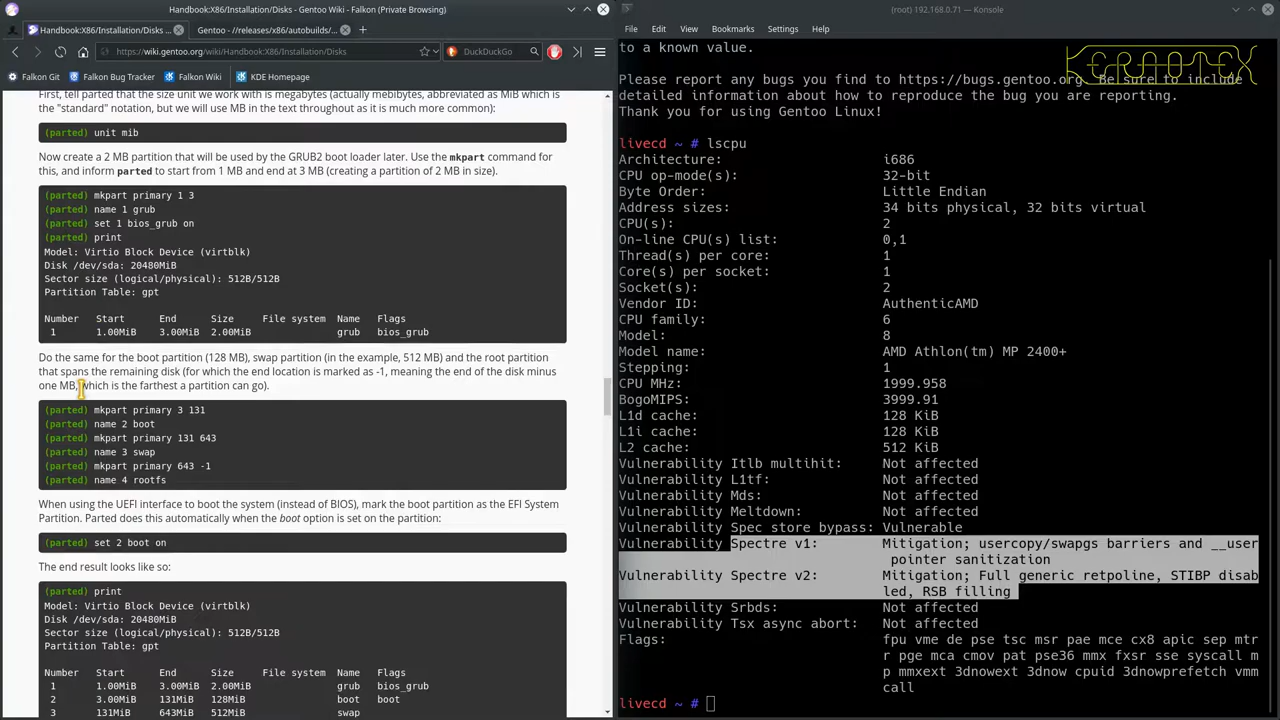 Handbook:X86/Installation/Disks - Gentoo Wiki - Falkon (Private Browsing)
Handbook:X86/Installation/Disks
Gentoo - //releases/x86/autobuilds/...
https://wiki.gentoo.org/wiki/Handbook:X86/Installation/Disks
DuckDuckGo
Falkon Git
Falkon Bug Tracker
Falkon Wiki
KDE Homepage
First, tell parted that the size unit we work with is megabytes (actually mebibytes, abbreviated as MiB which is
the "standard" notation, but we will use MB in the text throughout as it is much more common):
(parted) unit mib
Now create a 2 MB partition that will be used by the GRUB2 boot loader later. Use the mkpart command for
this, and inform parted to start from 1 MB and end at 3 MB (creating a partition of 2 MB in size).
(parted) mkpart primary 1 3
(parted) name 1 grub
(parted) set 1 bios_grub on
(parted) print
Model: Virtio Block Device (virtblk)
Disk /dev/sda: 20480MiB
Sector size (logical/physical): 512B/512B
Partition Table: gpt
Number Start End Size File system Name Flags
1 1.00MiB 3.00MiB 2.00MiB grub bios_grub
Do the same for the boot partition (128 MB), swap partition (in the example, 512 MB) and the root partition
that spans the remaining disk (for which the end location is marked as -1, meaning the end of the disk minus
one MB, which is the farthest a partition can go).
(parted) mkpart primary 3 131
(parted) name 2 boot
(parted) mkpart primary 131 643
(parted) name 3 swap
(parted) mkpart primary 643 -1
(parted) name 4 rootfs
When using the UEFI interface to boot the system (instead of BIOS), mark the boot partition as the EFI System
Partition. Parted does this automatically when the boot option is set on the partition:
(parted) set 2 boot on
The end result looks like so:
(parted) print
Model: Virtio Block Device (virtblk)
Disk /dev/sda: 20480MiB
Sector size (logical/physical): 512B/512B
Partition Table: gpt
Number Start End Size File system Name Flags
1 1.00MiB 3.00MiB 2.00MiB grub bios_grub
2 3.00MiB 131MiB 128MiB boot boot
3 131MiB 643MiB 512MiB swap
(root) 192.168.0.71 — Konsole
File Edit View Bookmarks Settings Help
to a known value.
Please report any bugs you find to https://bugs.gentoo.org. Be sure to include
detailed information about how to reproduce the bug you are reporting.
Thank you for using Gentoo Linux!
livecd ~ # lscpu
Architecture: i686
CPU op-mode(s): 32-bit
Byte Order: Little Endian
Address sizes: 34 bits physical, 32 bits virtual
CPU(s): 2
On-line CPU(s) list: 0,1
Thread(s) per core: 1
Core(s) per socket: 1
Socket(s): 2
Vendor ID: AuthenticAMD
CPU family: 6
Model: 8
Model name: AMD Athlon(tm) MP 2400+
Stepping: 1
CPU MHz: 1999.958
BogoMIPS: 3999.91
L1d cache: 128 KiB
L1i cache: 128 KiB
L2 cache: 512 KiB
Vulnerability Itlb multihit: Not affected
Vulnerability L1tf: Not affected
Vulnerability Mds: Not affected
Vulnerability Meltdown: Not affected
Vulnerability Spec store bypass: Vulnerable
Vulnerability Spectre v1: Mitigation; usercopy/swapgs barriers and __user
pointer sanitization
Vulnerability Spectre v2: Mitigation; Full generic retpoline, STIBP disab
led, RSB filling
Vulnerability Srbds: Not affected
Vulnerability Tsx async abort: Not affected
Flags: fpu vme de pse tsc msr pae mce cx8 apic sep mtr
r pge mca cmov pat pse36 mmx fxsr sse syscall m
p mmxext 3dnowext 3dnow cpuid 3dnowprefetch vmm
call
livecd ~ #